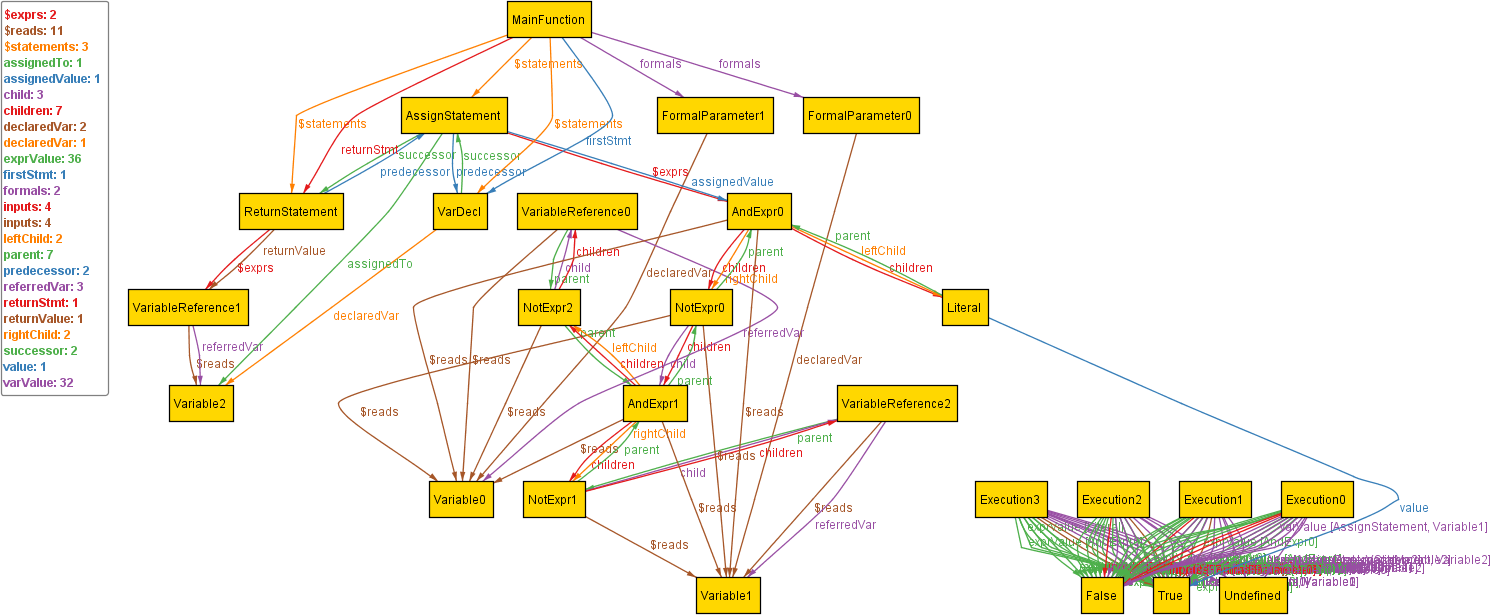 $exprs: 2
$reads: 11
$statements: 3
assignedTo: 1
assignedValue: 1
child: 3
children: 7
declaredVar: 2
declaredVar: 1
exprValue: 36
firstStmt: 1
formals: 2
inputs: 4
inputs: 4
leftChild: 2
parent: 7
predecessor: 2
referredVar: 3
returnStmt: 1
returnValue: 1
rightChild: 2
successor: 2
value: 1
varValue: 32
MainFunction
$statements
formals
formals
AssignStatement
FormalParameter1
FormalParameter0
$statements
$statements
firstStmt
returnStmt
successor
successor
predecessor
predecessor
$exprs
assignedValue
ReturnStatement
VarDecl
VariableReference0
AndExpr0
parent
returnValue
children
parent
leftChild
$exprs
assignedTo
child
declaredVar
children
children
parent
rightChild
VariableReference1
NotExpr2
NotExpr0
Literal
declaredVar
parent
referredVar
referredVar
leftChild
children
$reads
$reads
$reads
children
child
declaredVar
parent
Variable2
AndExpr1
VariableReference2
$reads
$reads
$reads
rightChild
parent
$reads
parent
$reads
children
children
child
Variable0
NotExpr1
Execution3
Execution2
Execution1
Execution0
$reads
$reads
value
referredVar
varValue [AssignStatement, Variable1]
$reads
Variable1
False
True
Undefined